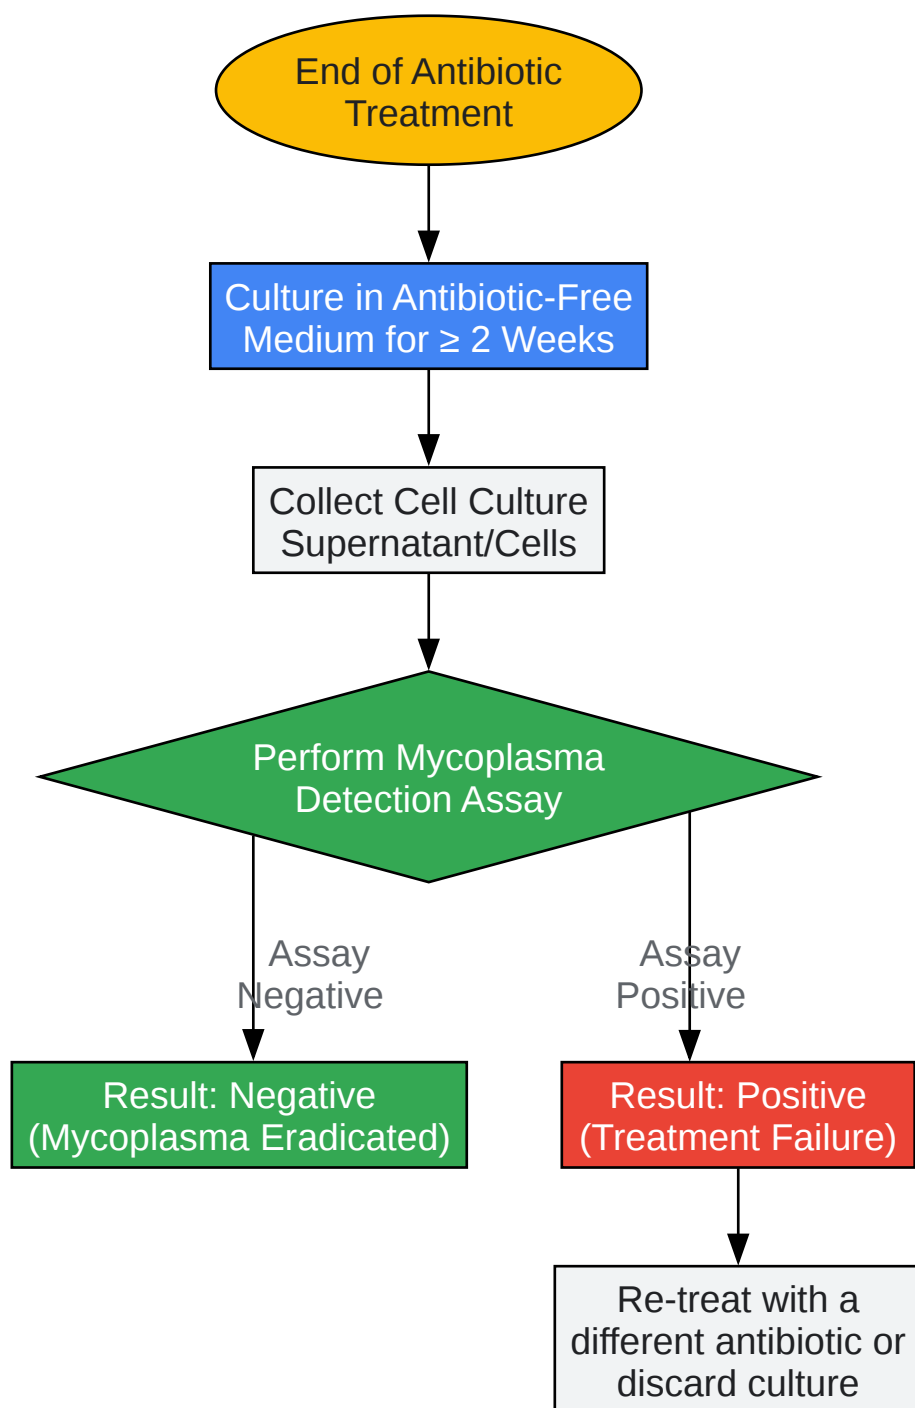 End of Antibiotic
Treatment
Culture in Antibiotic-Free
Medium for ≥ 2 Weeks
Collect Cell Culture
Supernatant/Cells
Perform Mycoplasma
Detection Assay
Assay
Negative
Assay
Positive
Result: Negative
(Mycoplasma Eradicated)
Result: Positive
(Treatment Failure)
Re-treat with a
different antibiotic or
discard culture